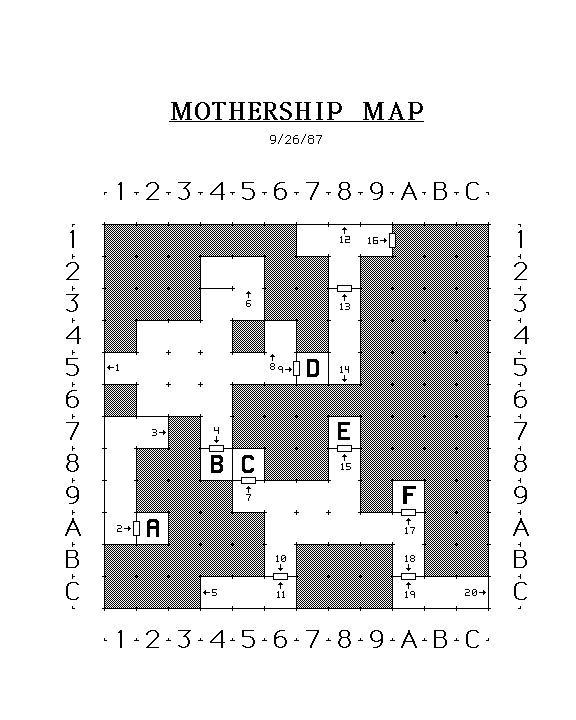 MOTHERSHIP MAP
9/26/87
1 2 3 4 5 6 7 8 9 A B C
1 12 16→ 1
2 2
3 6 13 3
4 4
5 ←1 8 9→ D 14 5
6 6
7 3→ 4 E 7
8 B C 15 8
9 7 F 9
A 2→ A 17 A
B 10 18 B
C ←5 11 19 20→ C
1 2 3 4 5 6 7 8 9 A B C